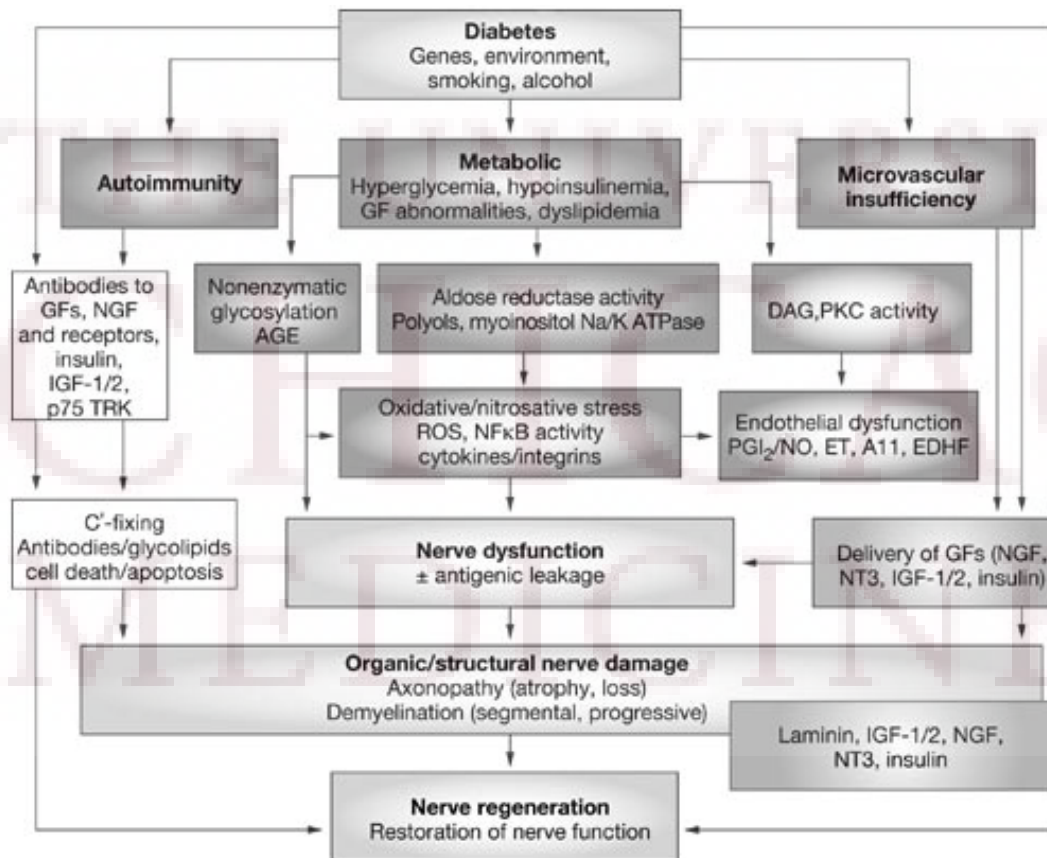 Diabetes
Genes, environment,
smoking, alcohol
Autoimmunity
Metabolic
Hyperglycemia, hypoinsulinemia,
GF abnormalities, dyslipidemia
Microvascular
insufficiency
Antibodies to
GFs, NGF
and receptors,
insulin,
IGF-1/2,
p75 TRK
Nonenzymatic
glycosylation
AGE
Aldose reductase activity
Polyols, myoinositol Na/K ATPase
DAG,PKC activity
Oxidative/nitrosative stress
ROS, NFκB activity
cytokines/integrins
Endothelial dysfunction
PGI₂/NO, ET, A11, EDHF
C′-fixing
Antibodies/glycolipids
cell death/apoptosis
Nerve dysfunction
± antigenic leakage
Delivery of GFs (NGF,
NT3, IGF-1/2, insulin)
Organic/structural nerve damage
Axonopathy (atrophy, loss)
Demyelination (segmental, progressive)
Laminin, IGF-1/2, NGF,
NT3, insulin
Nerve regeneration
Restoration of nerve function
THE UNIVERSI
CHICAG
MEDICINE